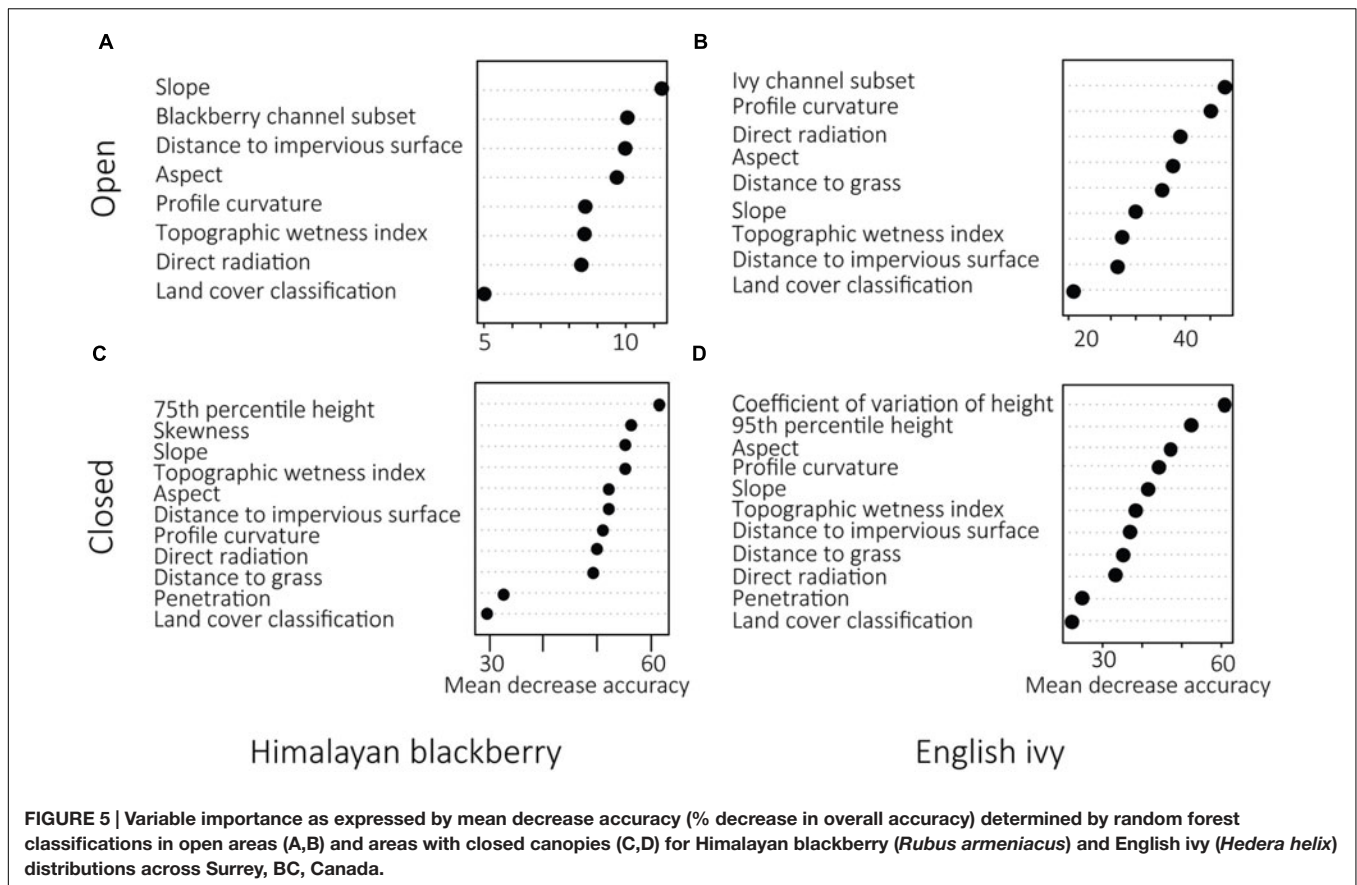 A
Open
Slope
Blackberry channel subset
Distance to impervious surface
Aspect
Profile curvature
Topographic wetness index
Direct radiation
Land cover classification
5 10
B
Ivy channel subset
Profile curvature
Direct radiation
Aspect
Distance to grass
Slope
Topographic wetness index
Distance to impervious surface
Land cover classification
20 40
C
Closed
75th percentile height
Skewness
Slope
Topographic wetness index
Aspect
Distance to impervious surface
Profile curvature
Direct radiation
Distance to grass
Penetration
Land cover classification
30 60
Mean decrease accuracy
D
Coefficient of variation of height
95th percentile height
Aspect
Profile curvature
Slope
Topographic wetness index
Distance to impervious surface
Distance to grass
Direct radiation
Penetration
Land cover classification
30 60
Mean decrease accuracy
Himalayan blackberry
English ivy
FIGURE 5 | Variable importance as expressed by mean decrease accuracy (% decrease in overall accuracy) determined by random forest
classifications in open areas (A,B) and areas with closed canopies (C,D) for Himalayan blackberry (Rubus armeniacus) and English ivy (Hedera helix)
distributions across Surrey, BC, Canada.